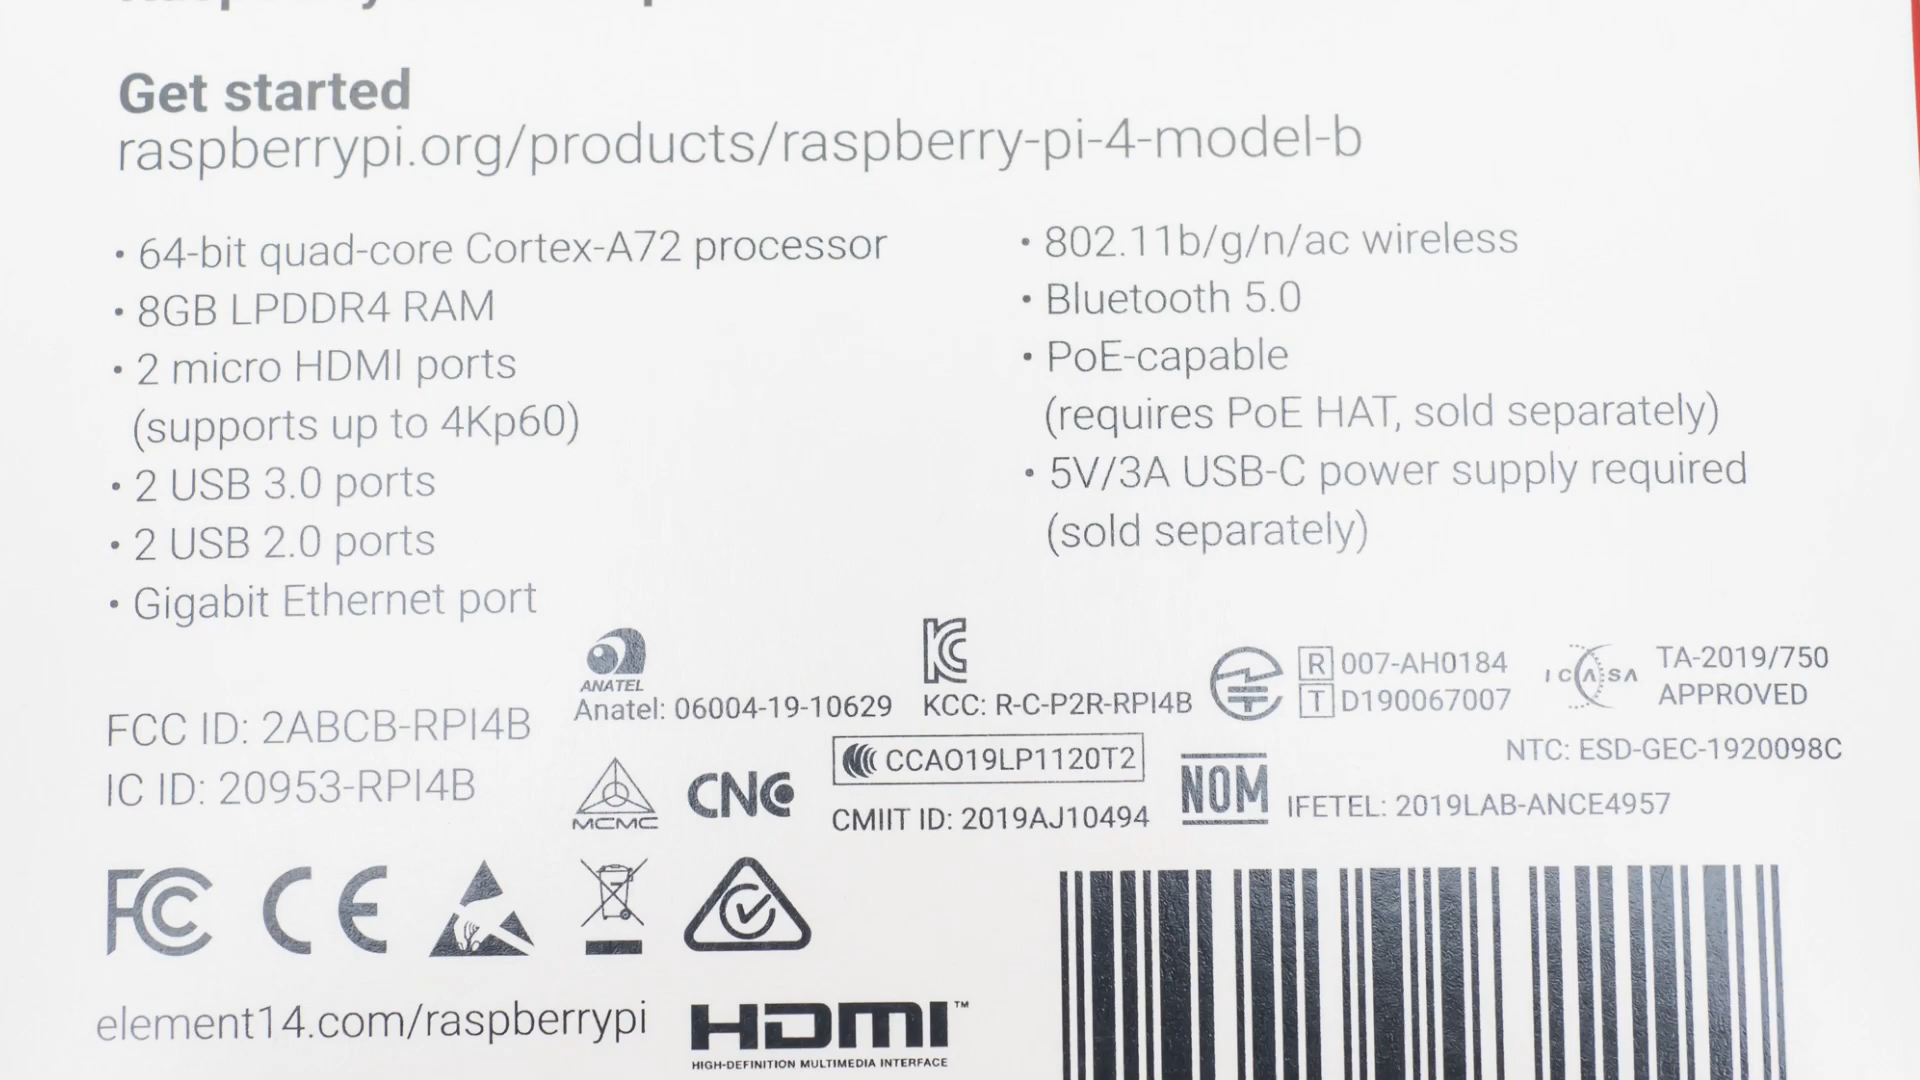 Get started
raspberrypi.org/products/raspberry-pi-4-model-b
• 64-bit quad-core Cortex-A72 processor
• 8GB LPDDR4 RAM
• 2 micro HDMI ports
(supports up to 4Kp60)
• 2 USB 3.0 ports
• 2 USB 2.0 ports
• Gigabit Ethernet port
• 802.11b/g/n/ac wireless
• Bluetooth 5.0
• PoE-capable
(requires PoE HAT, sold separately)
• 5V/3A USB-C power supply required
(sold separately)
FCC ID: 2ABCB-RPI4B
IC ID: 20953-RPI4B
ANATEL
Anatel: 06004-19-10629
KCC: R-C-P2R-RPI4B
R 007-AH0184
T D190067007
ICASA
TA-2019/750
APPROVED
NTC: ESD-GEC-1920098C
MCMC
CNC
CCAO19LP1120T2
CMIIT ID: 2019AJ10494
NOM
IFETEL: 2019LAB-ANCE4957
FC CE
element14.com/raspberrypi
HDMI™
HIGH-DEFINITION MULTIMEDIA INTERFACE